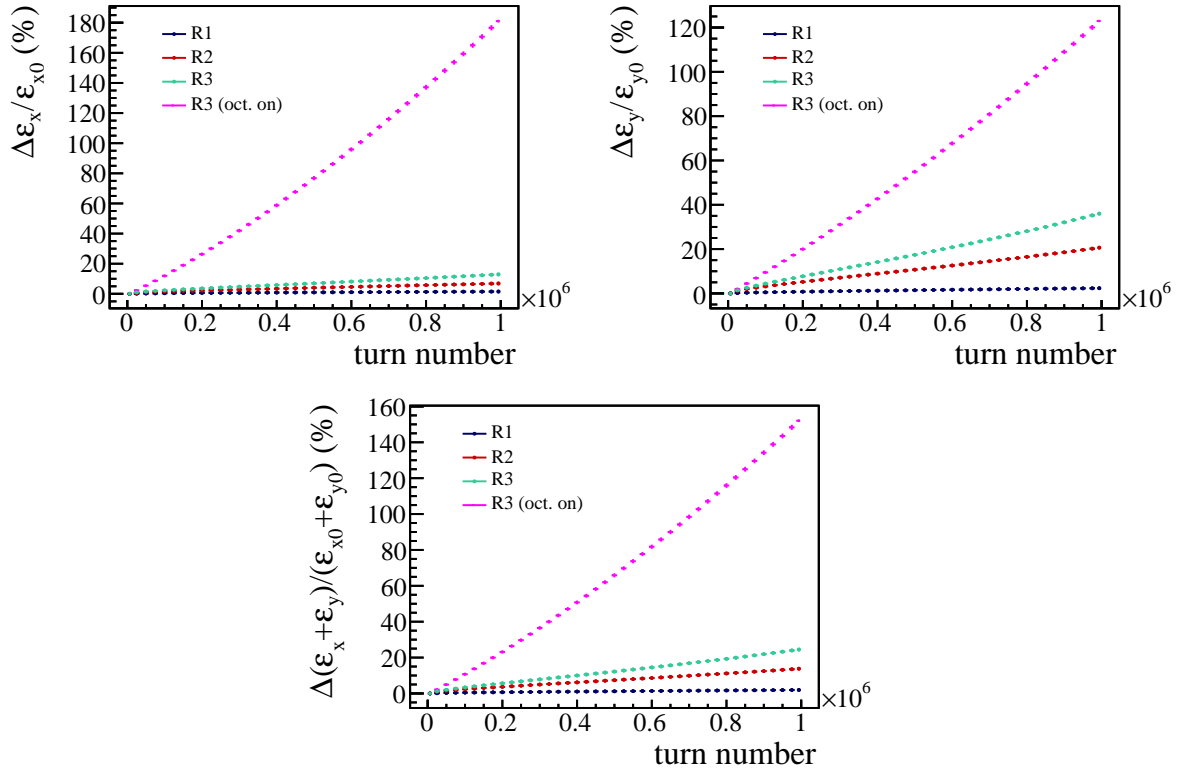 Δε_x/ε_x0 (%)
180
160
140
120
100
80
60
40
20
0
R1
R2
R3
R3 (oct. on)
0 0.2 0.4 0.6 0.8 1
×10^6
turn number
Δε_y/ε_y0 (%)
120
100
80
60
40
20
0
R1
R2
R3
R3 (oct. on)
0 0.2 0.4 0.6 0.8 1
×10^6
turn number
Δ(ε_x+ε_y)/(ε_x0+ε_y0) (%)
160
140
120
100
80
60
40
20
0
R1
R2
R3
R3 (oct. on)
0 0.2 0.4 0.6 0.8 1
×10^6
turn number